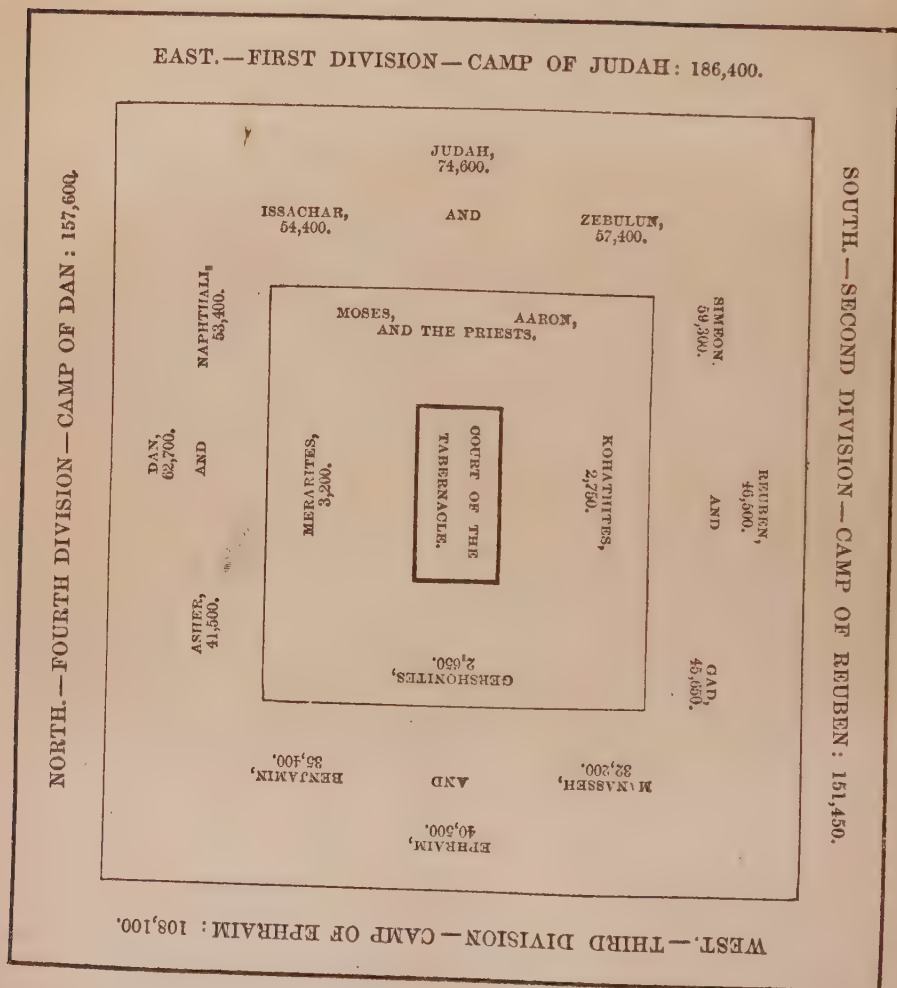 EAST.—FIRST DIVISION—CAMP OF JUDAH: 186,400.
JUDAH,
74,600.
ISSACHAR,
54,400.
AND
ZEBULUN,
57,400.
SOUTH.—SECOND DIVISION—CAMP OF REUBEN: 151,450.
SIMEON.
59,300.
REUBEN,
46,500.
AND
GAD,
45,650.
WEST.—THIRD DIVISION—CAMP OF EPHRAIM: 108,100.
MANASSEH,
32,200.
AND
BENJAMIN,
35,400.
EPHRAIM,
40,500.
NORTH.—FOURTH DIVISION—CAMP OF DAN: 157,600.
NAPHTHALI,
53,400.
DAN,
62,700.
AND
ASHER,
41,500.
MOSES, AARON,
AND THE PRIESTS.
KOHATHITES,
2,750.
GERSHONITES,
2,650.
MERARITES,
3,200.
COURT OF THE
TABERNACLE.